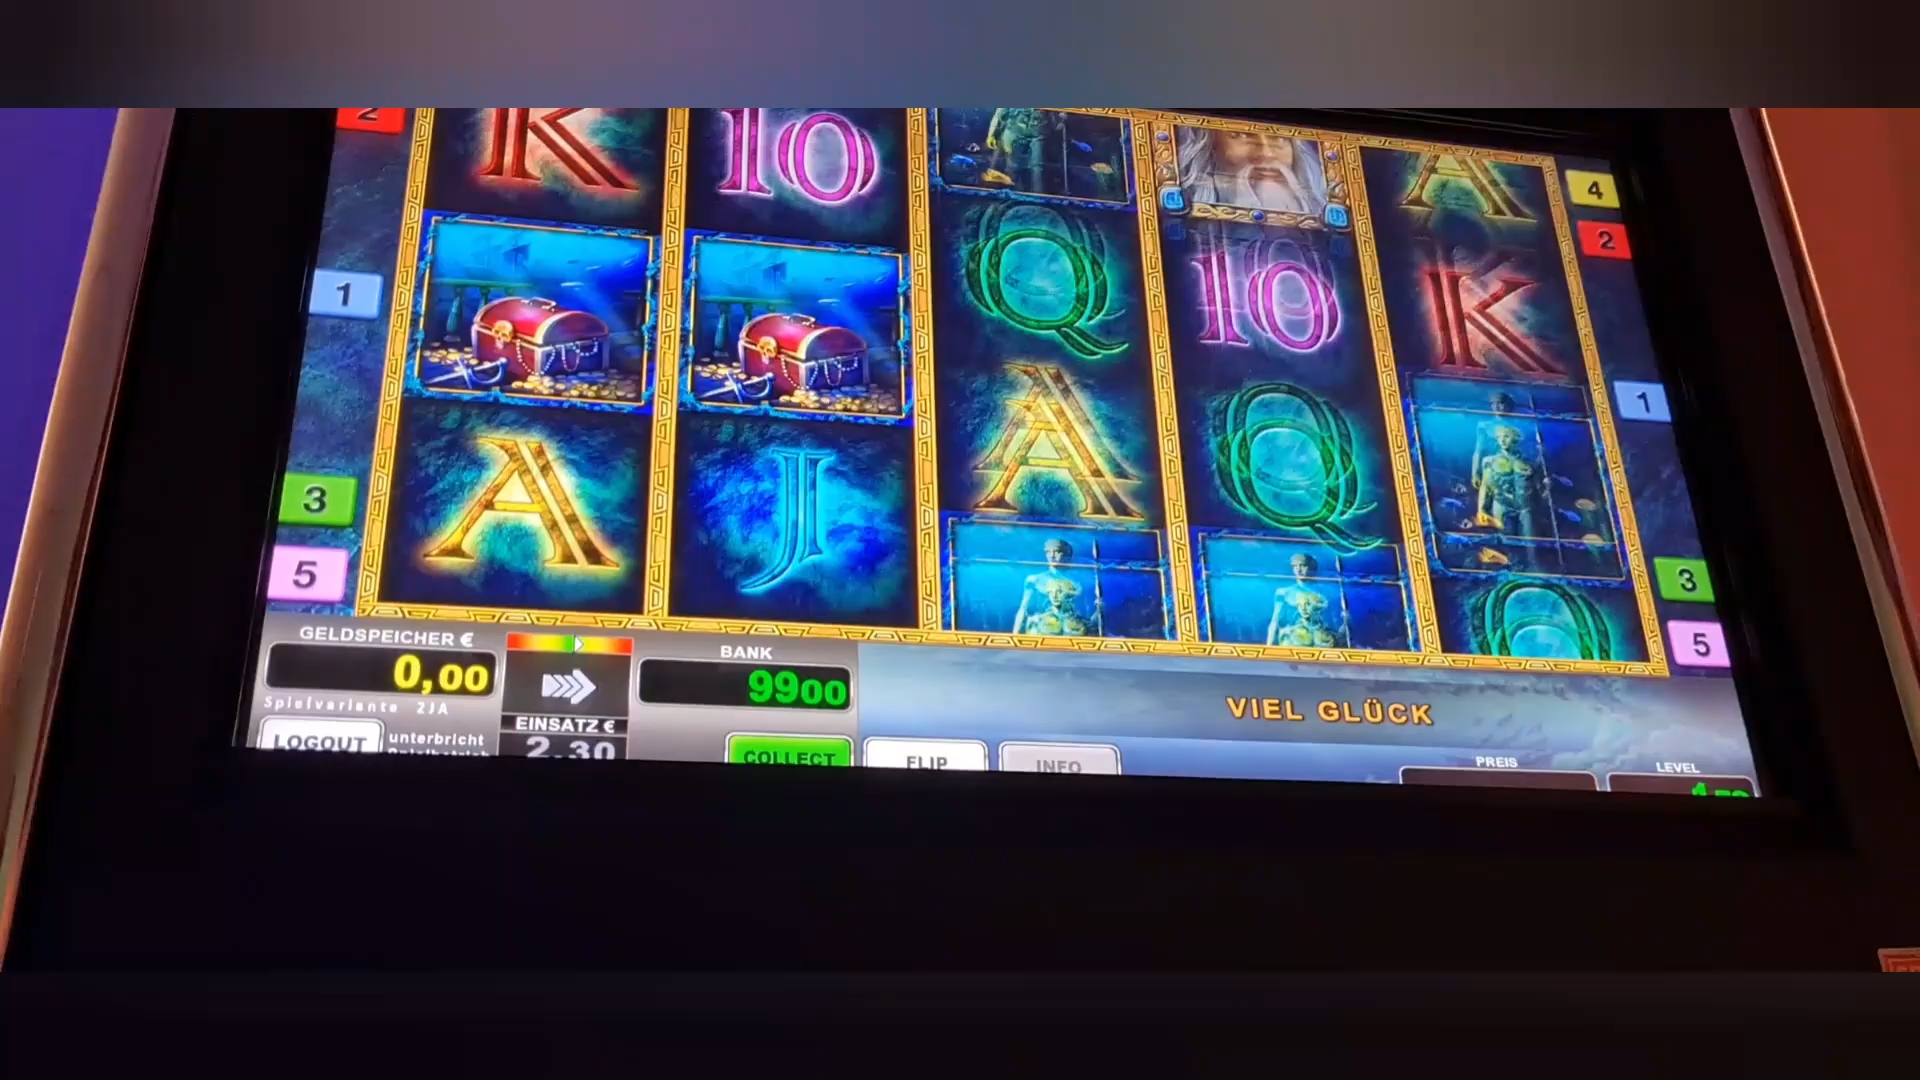 2
K
10
A
4
2
1
Q
10
K
1
A
J
A
Q
3
3
5
Q
5
GELDSPEICHER €
0,00
BANK
9900
Spielvariante 2JA
EINSATZ €
2.30
VIEL GLÜCK
LOGOUT
unterbricht
COLLECT
FLIP
INFO
PREIS
LEVEL